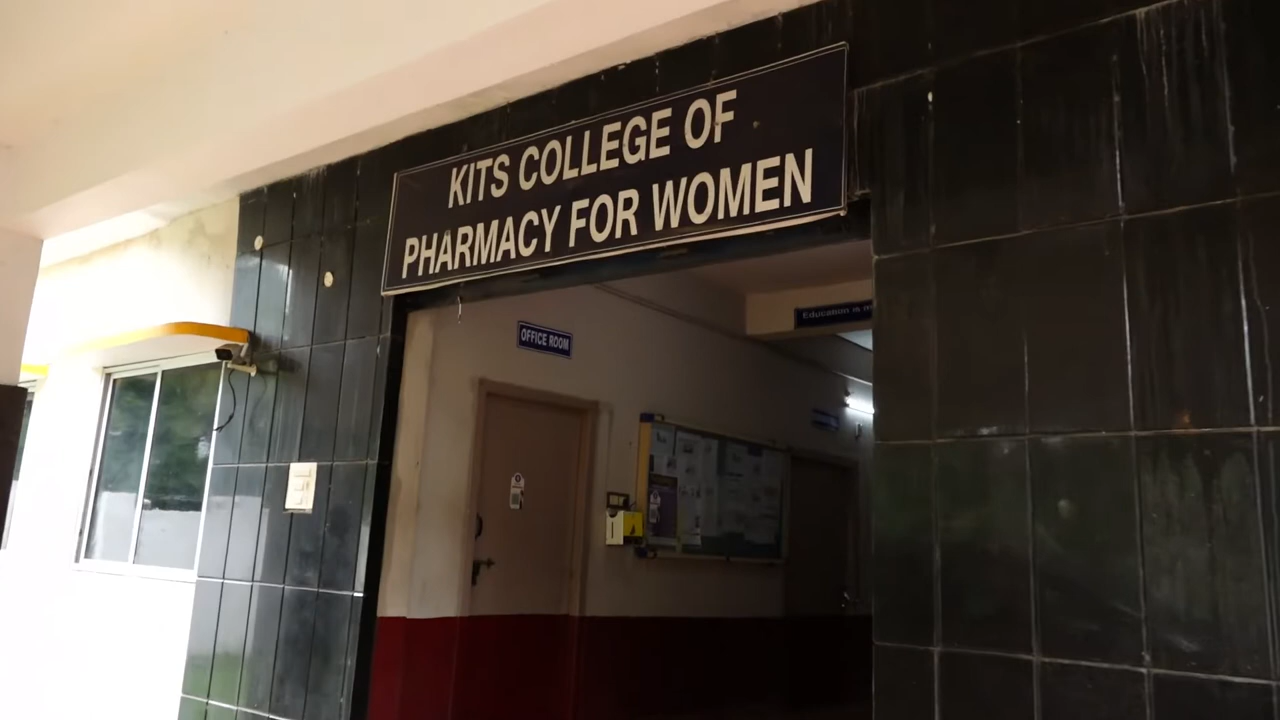 KITS COLLEGE OF
PHARMACY FOR WOMEN
OFFICE ROOM
Education is